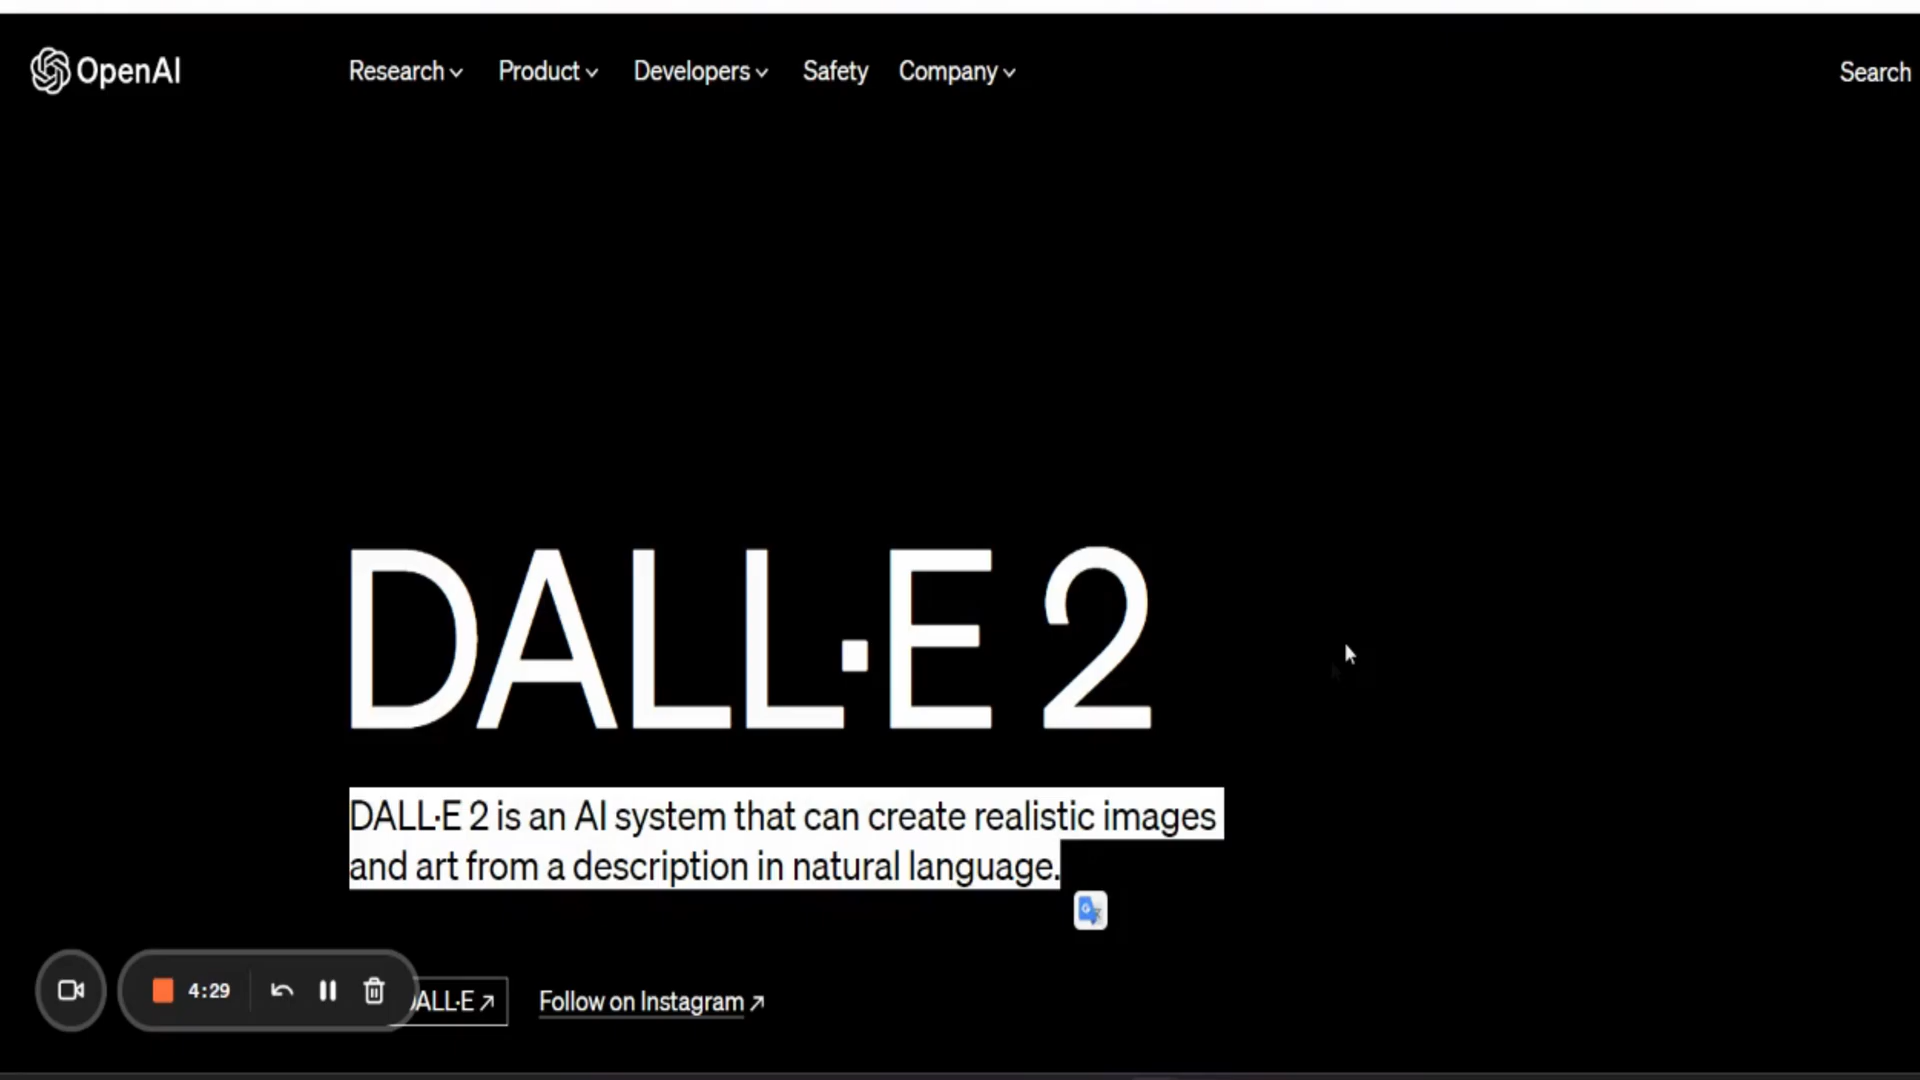 OpenAI
Research Product Developers Safety Company Search
DALL·E 2
DALL·E 2 is an AI system that can create realistic images
and art from a description in natural language.
4:29
ALL·E ↗ Follow on Instagram ↗